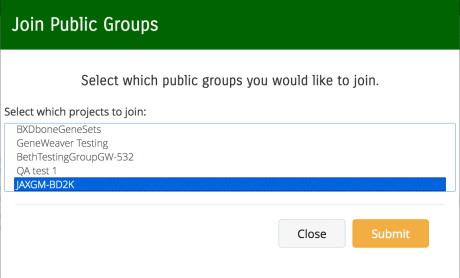 Join Public Groups
Select which public groups you would like to join.
Select which projects to join:
BXDboneGeneSets
GeneWeaver Testing
BethTestingGroupGW-532
QA test 1
JAXGM-BD2K
Close
Submit